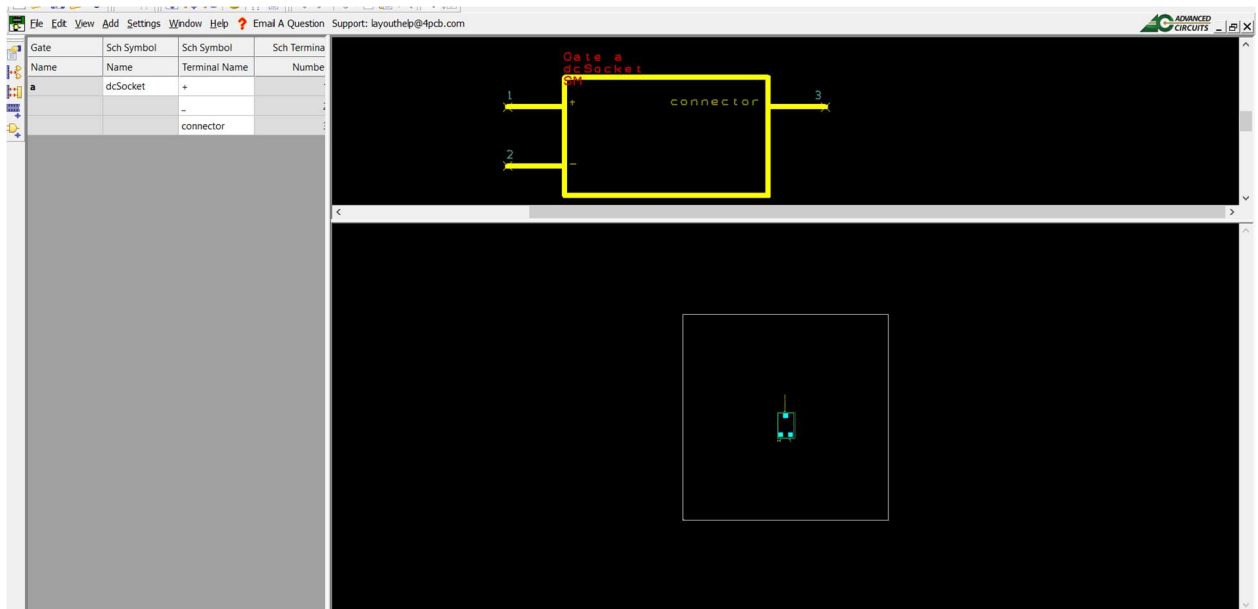 File Edit View Add Settings Window Help ? Email A Question Support: layouthelp@4pcb.com
ADVANCED
CIRCUITS
Gate Sch Symbol Sch Symbol Sch Termina
Name Name Terminal Name Numbe
a dcSocket +
-
connector
Gate a
dcSocket
SM
1 + connector 3
2 -